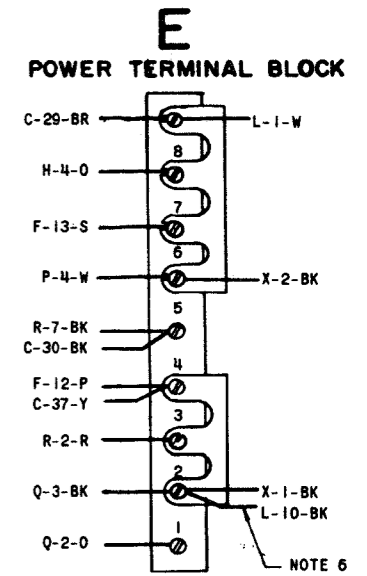 E
POWER TERMINAL BLOCK
C-29-BR
L-1-W
8
H-4-O
7
F-13-S
6
P-4-W
X-2-BK
5
R-7-BK
C-30-BK
4
F-12-P
C-37-Y
3
R-2-R
2
Q-3-BK
X-1-BK
L-10-BK
1
Q-2-O
NOTE 6